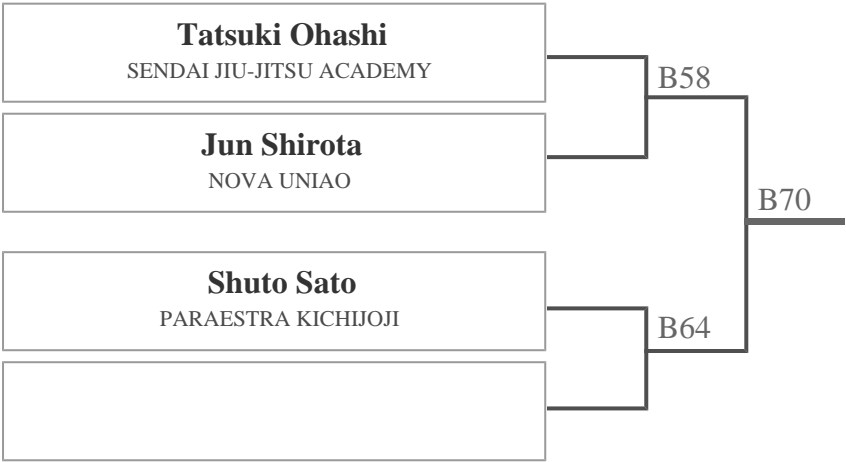 Tatsuki Ohashi
SENDAI JIU-JITSU ACADEMY
B58
Jun Shirota
NOVA UNIAO
B70
Shuto Sato
PARAESTRA KICHIJOJI
B64